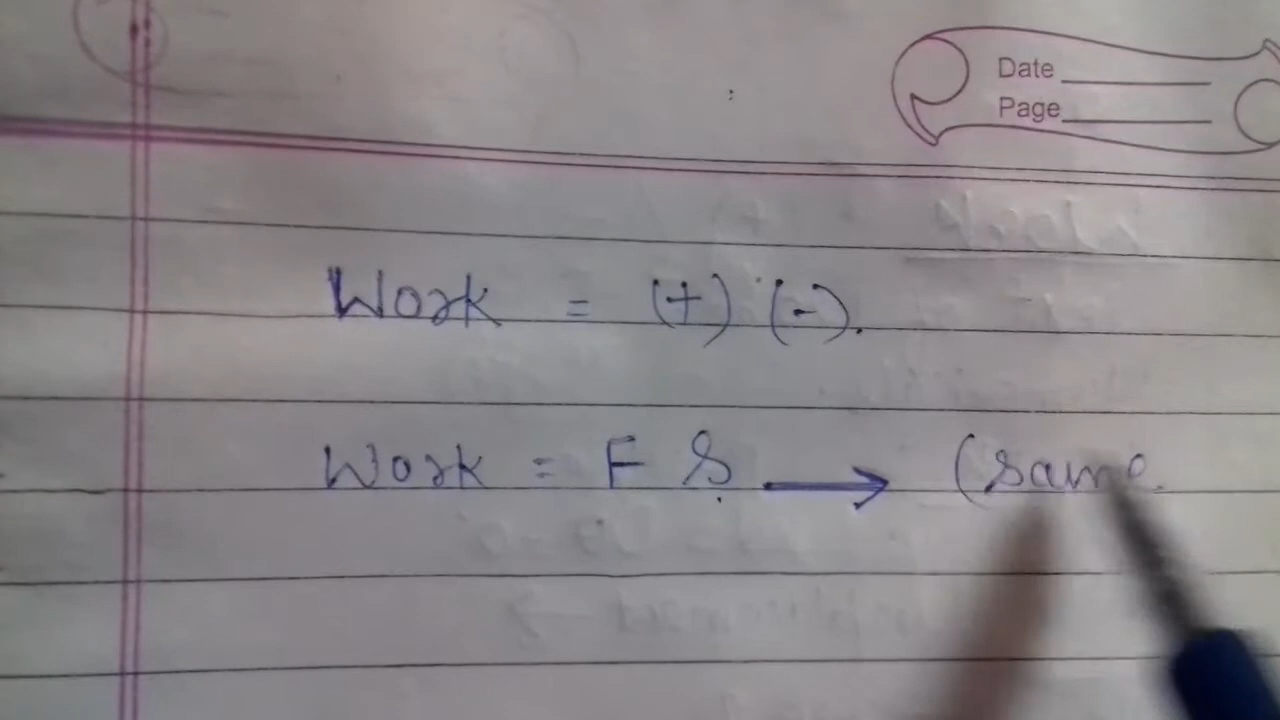 Date
Page
Work = (+) (-).
Work = F S → (same